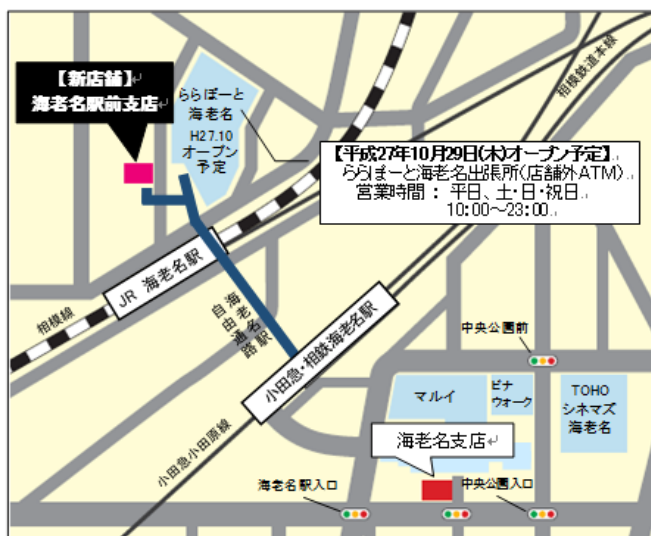 【新店舗】
海老名駅前支店
ららぽーと
海老名
H27.10
オープン
予定
相模鉄道本線
【平成27年10月29日(木)オープン予定】
ららぽーと海老名出張所(店舗外ATM)
営業時間：平日、土・日・祝日
10:00～23:00
JR 海老名駅
相模線
海老名駅
自由通路
小田急・相鉄海老名駅
小田急小田原線
中央公園前
マルイ
ビナ
ウォーク
TOHO
シネマズ
海老名
海老名支店
海老名駅入口
中央公園入口